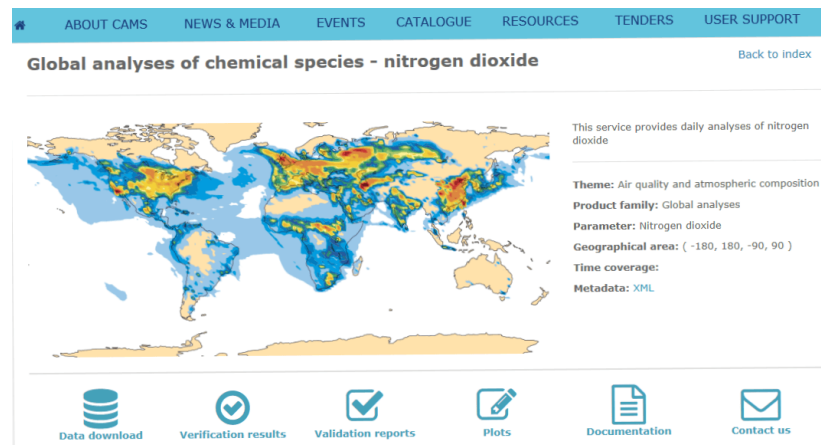 ABOUT CAMS NEWS & MEDIA EVENTS CATALOGUE RESOURCES TENDERS USER SUPPORT
Global analyses of chemical species - nitrogen dioxide
Back to index
This service provides daily analyses of nitrogen
dioxide
Theme: Air quality and atmospheric composition
Product family: Global analyses
Parameter: Nitrogen dioxide
Geographical area: ( -180, 180, -90, 90 )
Time coverage:
Metadata: XML
Data download Verification results Validation reports Plots Documentation Contact us